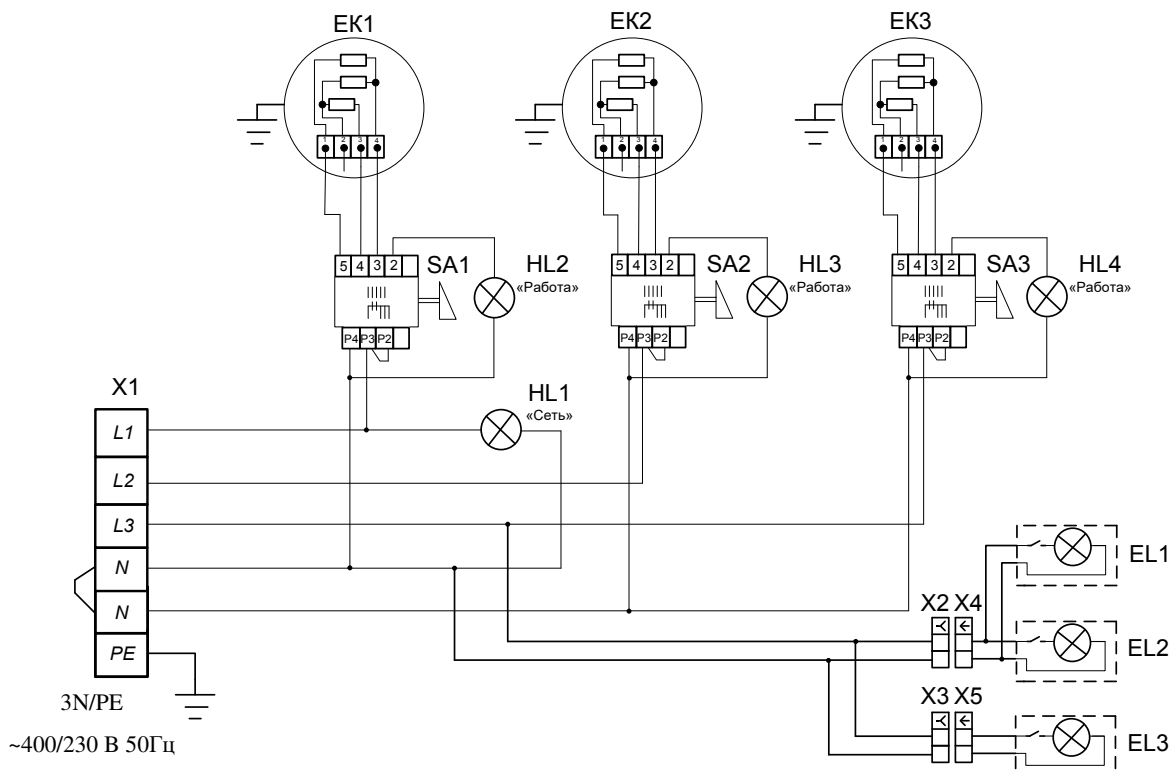 EK1 EK2 EK3
1 2 3 4 1 2 3 4 1 2 3 4
5 4 3 2 SA1 HL2 5 4 3 2 SA2 HL3 5 4 3 2 SA3 HL4
«Работа» «Работа» «Работа»
P4 P3 P2 P4 P3 P2 P4 P3 P2
X1
HL1
«Сеть»
L1
L2
L3
N
N
PE
3N/PE
~400/230 В 50Гц
EL1
X2 X4
EL2
X3 X5
EL3